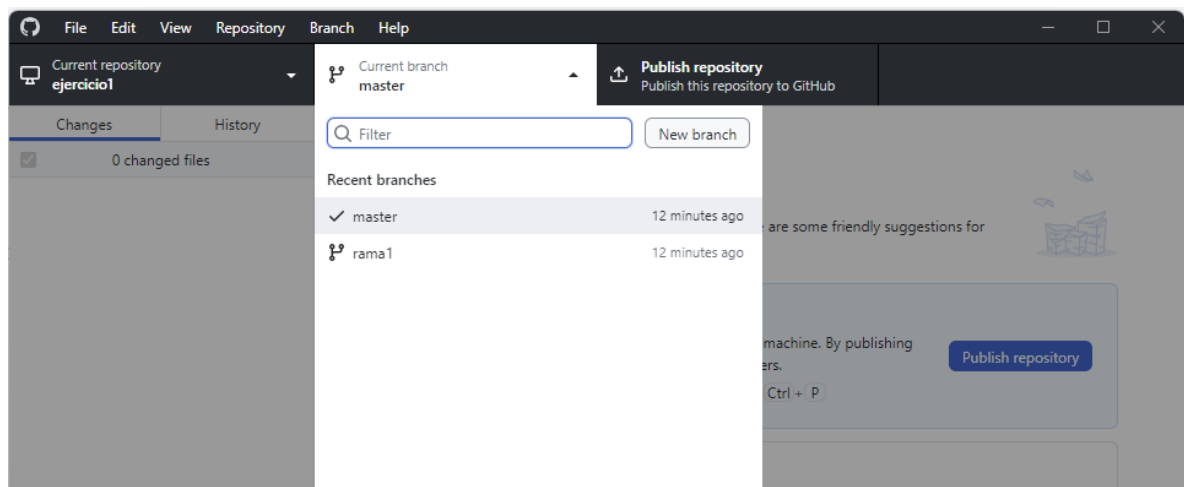 File Edit View Repository Branch Help
Current repository
ejercicio1
Current branch
master
Publish repository
Publish this repository to GitHub
Changes History
0 changed files
Filter
New branch
Recent branches
master 12 minutes ago
rama1 12 minutes ago
are some friendly suggestions for
machine. By publishing
ers.
Ctrl + P
Publish repository